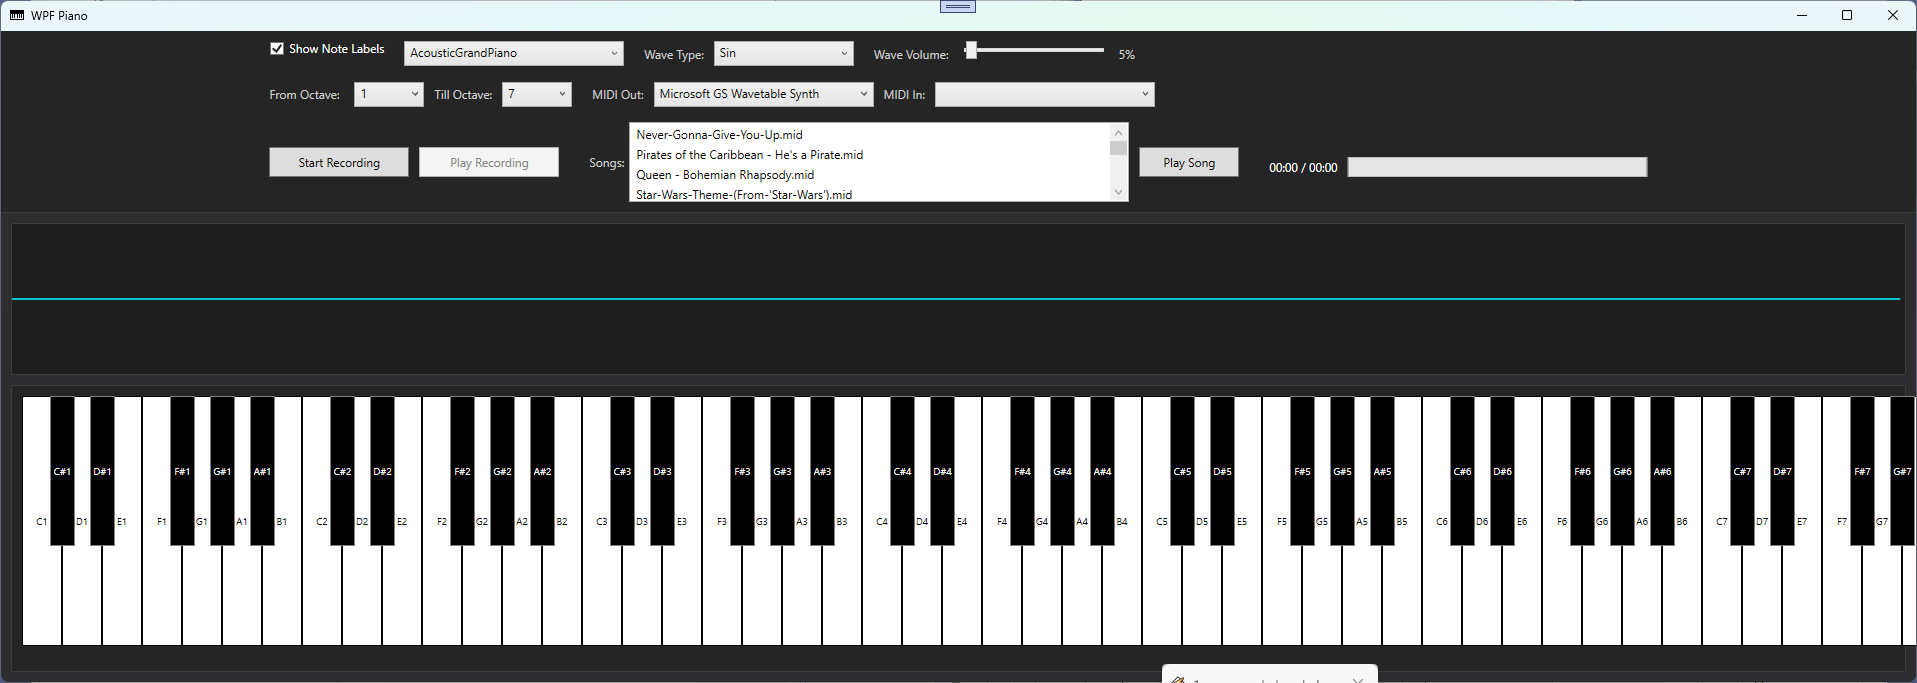 WPF Piano
Show Note Labels AcousticGrandPiano Wave Type: Sin Wave Volume: 5%
From Octave: 1 Till Octave: 7 MIDI Out: Microsoft GS Wavetable Synth MIDI In:
Never-Gonna-Give-You-Up.mid
Pirates of the Caribbean - He's a Pirate.mid
Start Recording Play Recording Songs: Play Song 00:00 / 00:00
Queen - Bohemian Rhapsody.mid
Star-Wars-Theme-(From-'Star-Wars').mid
C#1 D#1 F#1 G#1 A#1 C#2 D#2 F#2 G#2 A#2 C#3 D#3 F#3 G#3 A#3 C#4 D#4 F#4 G#4 A#4 C#5 D#5 F#5 G#5 A#5 C#6 D#6 F#6 G#6 A#6 C#7 D#7 F#7 G#7
C1 D1 E1 F1 G1 A1 B1 C2 D2 E2 F2 G2 A2 B2 C3 D3 E3 F3 G3 A3 B3 C4 D4 E4 F4 G4 A4 B4 C5 D5 E5 F5 G5 A5 B5 C6 D6 E6 F6 G6 A6 B6 C7 D7 E7 F7 G7